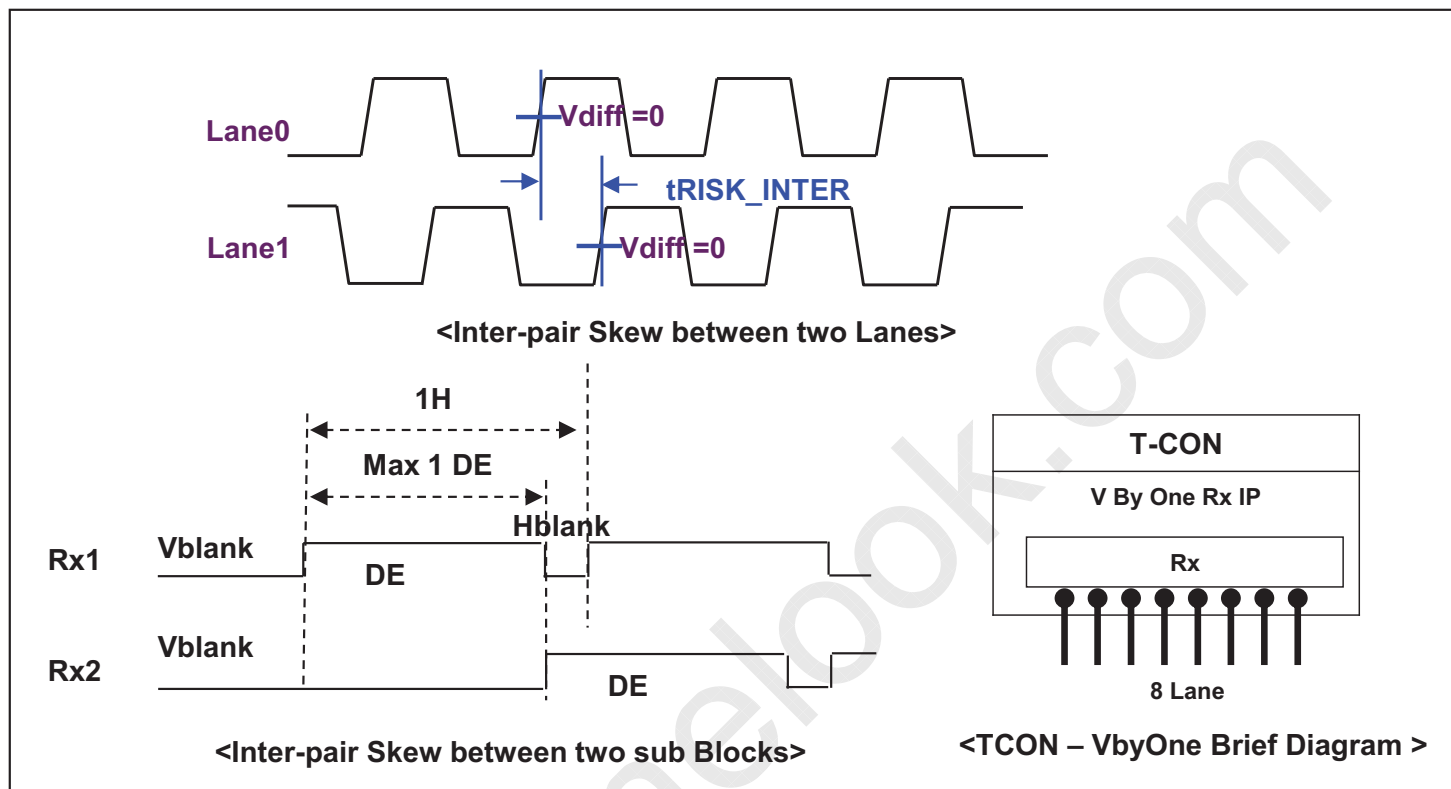 Lane0
Vdiff =0
tRISK_INTER
Lane1
Vdiff =0
<Inter-pair Skew between two Lanes>
1H
Max 1 DE
Hblank
Rx1
Vblank
DE
Rx2
Vblank
DE
<Inter-pair Skew between two sub Blocks>
T-CON
V By One Rx IP
Rx
8 Lane
<TCON – VbyOne Brief Diagram >
nelook.com